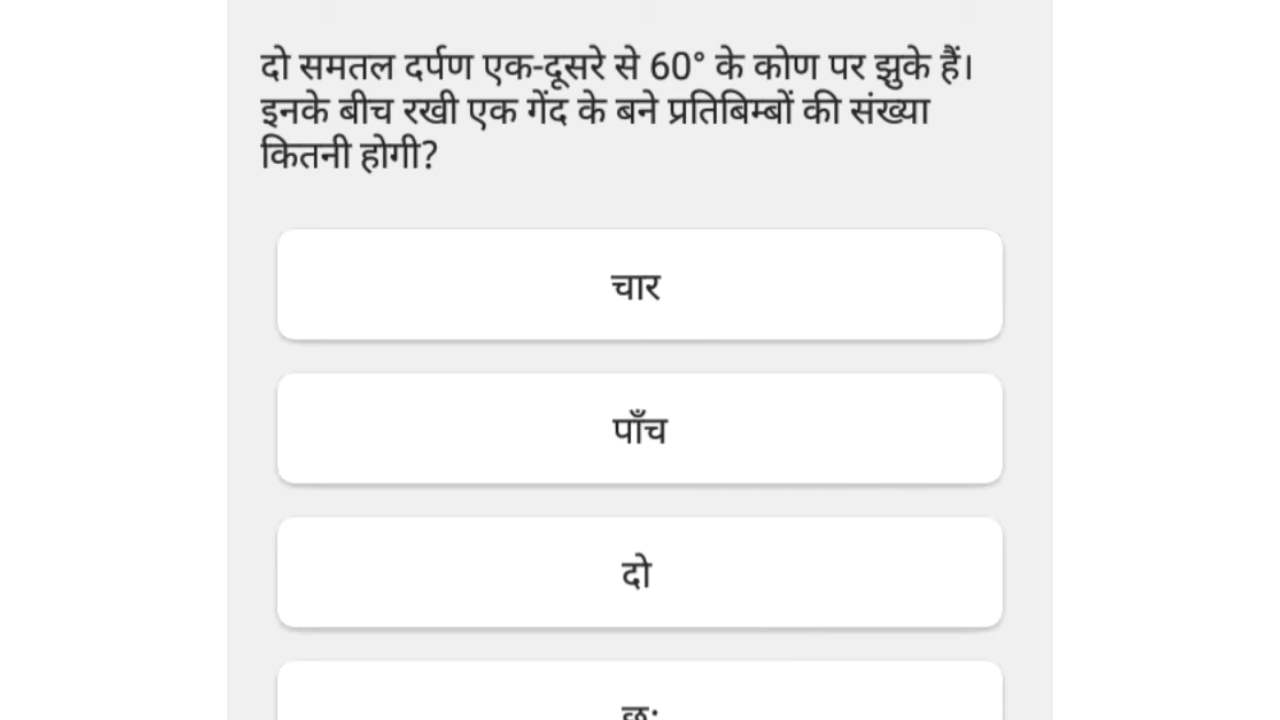 दो समतल दर्पण एक-दूसरे से 60° के कोण पर झुके हैं।
इनके बीच रखी एक गेंद के बने प्रतिबिम्बों की संख्या
कितनी होगी?
चार
पाँच
दो
छः